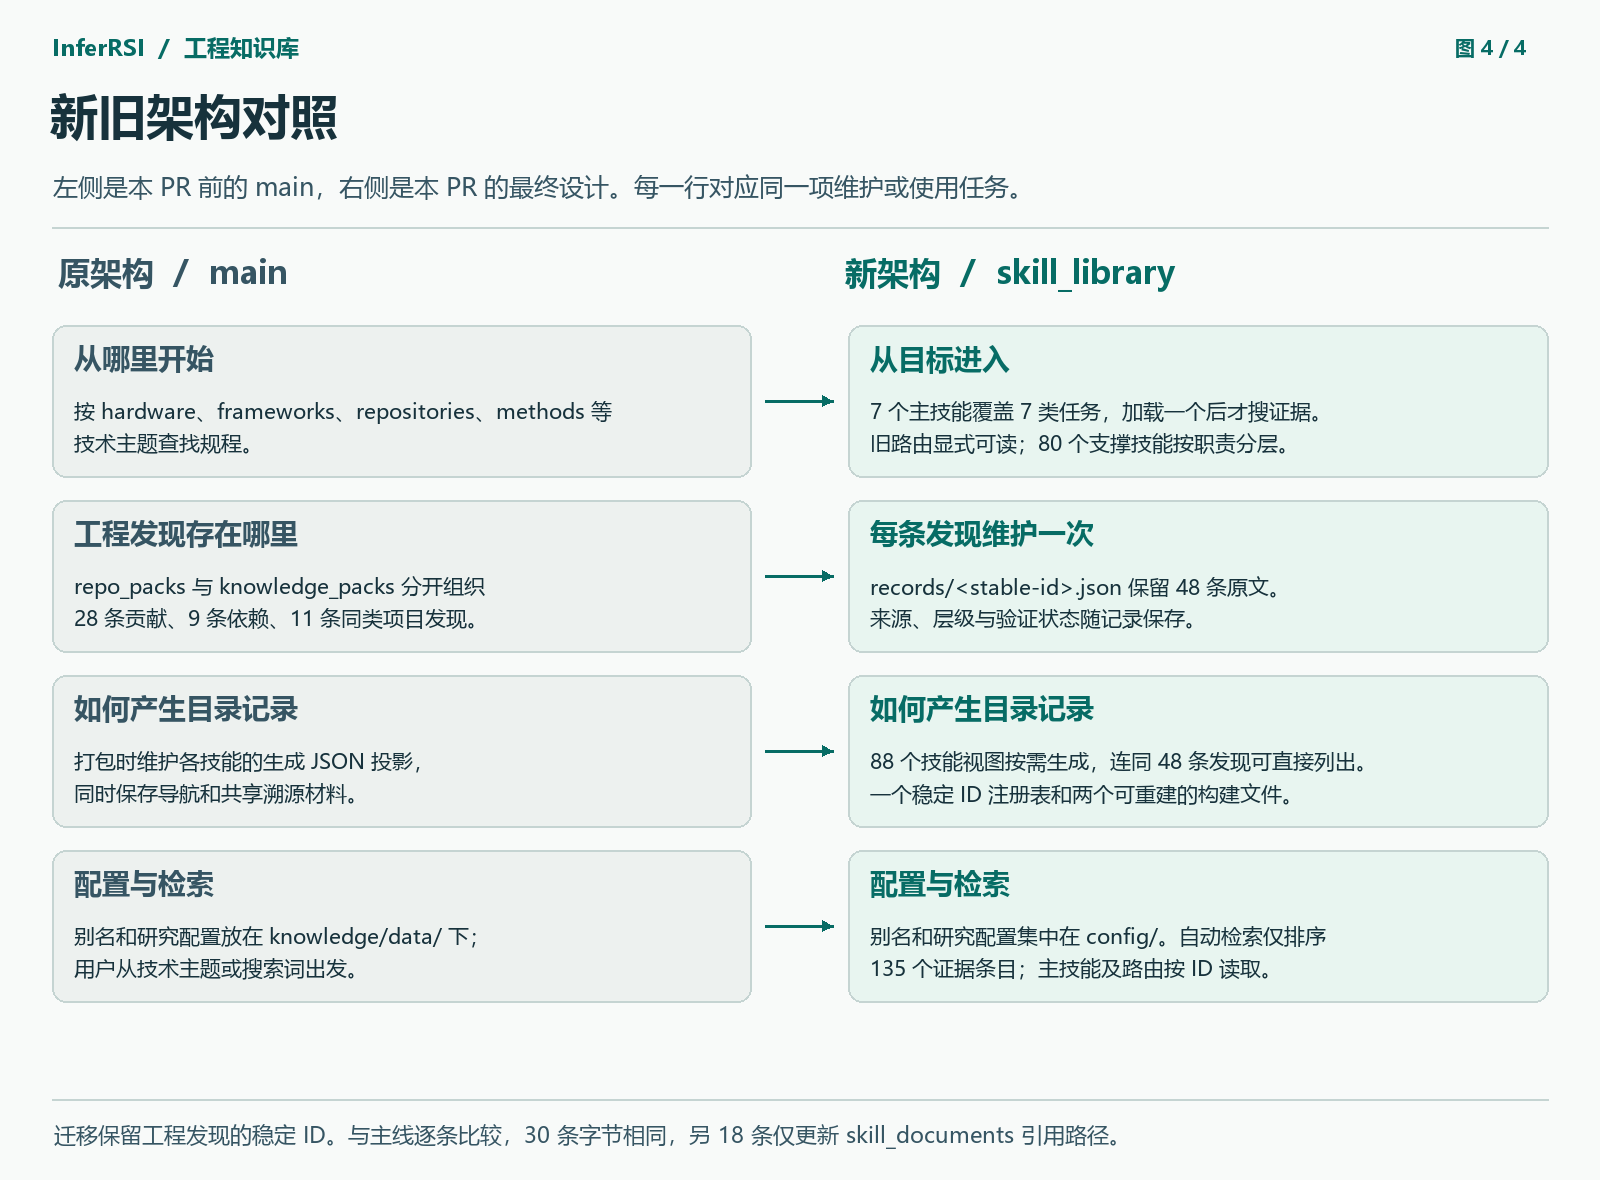 InferRSI / 工程知识库
图 4 / 4
新旧架构对照
左侧是本 PR 前的 main，右侧是本 PR 的最终设计。每一行对应同一项维护或使用任务。
原架构 / main
新架构 / skill_library
从哪里开始
按 hardware、frameworks、repositories、methods 等
技术主题查找规程。
从目标进入
7 个主技能覆盖 7 类任务，加载一个后才搜证据。
旧路由显式可读；80 个支撑技能按职责分层。
工程发现存在哪里
repo_packs 与 knowledge_packs 分开组织
28 条贡献、9 条依赖、11 条同类项目发现。
每条发现维护一次
records/<stable-id>.json 保留 48 条原文。
来源、层级与验证状态随记录保存。
如何产生目录记录
打包时维护各技能的生成 JSON 投影，
同时保存导航和共享溯源材料。
如何产生目录记录
88 个技能视图按需生成，连同 48 条发现可直接列出。
一个稳定 ID 注册表和两个可重建的构建文件。
配置与检索
别名和研究配置放在 knowledge/data/ 下；
用户从技术主题或搜索词出发。
配置与检索
别名和研究配置集中在 config/。自动检索仅排序
135 个证据条目；主技能及路由按 ID 读取。
迁移保留工程发现的稳定 ID。与主线逐条比较，30 条字节相同，另 18 条仅更新 skill_documents 引用路径。